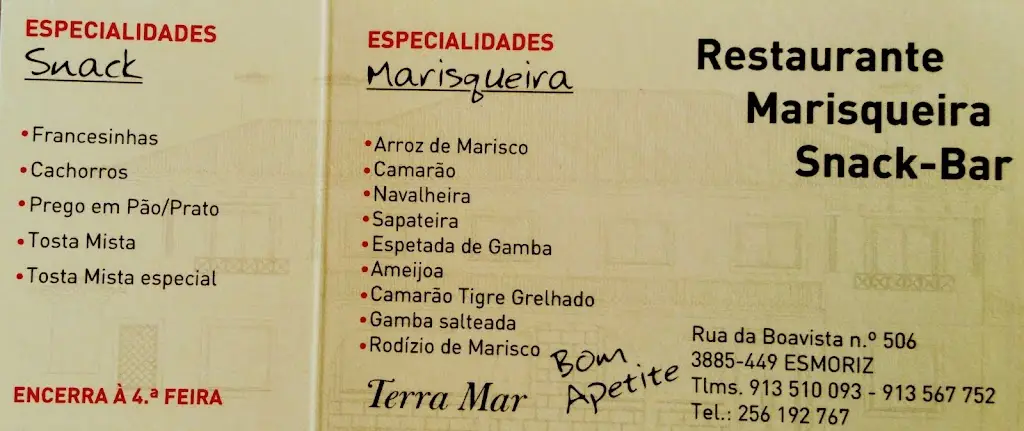 ESPECIALIDADES
Snack
•Francesinhas
•Cachorros
•Prego em Pão/Prato
•Tosta Mista
•Tosta Mista especial
ENCERRA À 4.ª FEIRA
ESPECIALIDADES
Marisqueira
•Arroz de Marisco
•Camarão
•Navalheira
•Sapateira
•Espetada de Gamba
•Ameijoa
•Camarão Tigre Grelhado
•Gamba salteada
•Rodízio de Marisco
Terra Mar
Bom
Apetite
Restaurante
Marisqueira
Snack-Bar
Rua da Boavista n.º 506
3885-449 ESMORIZ
Tlms. 913 510 093 - 913 567 752
Tel.: 256 192 767